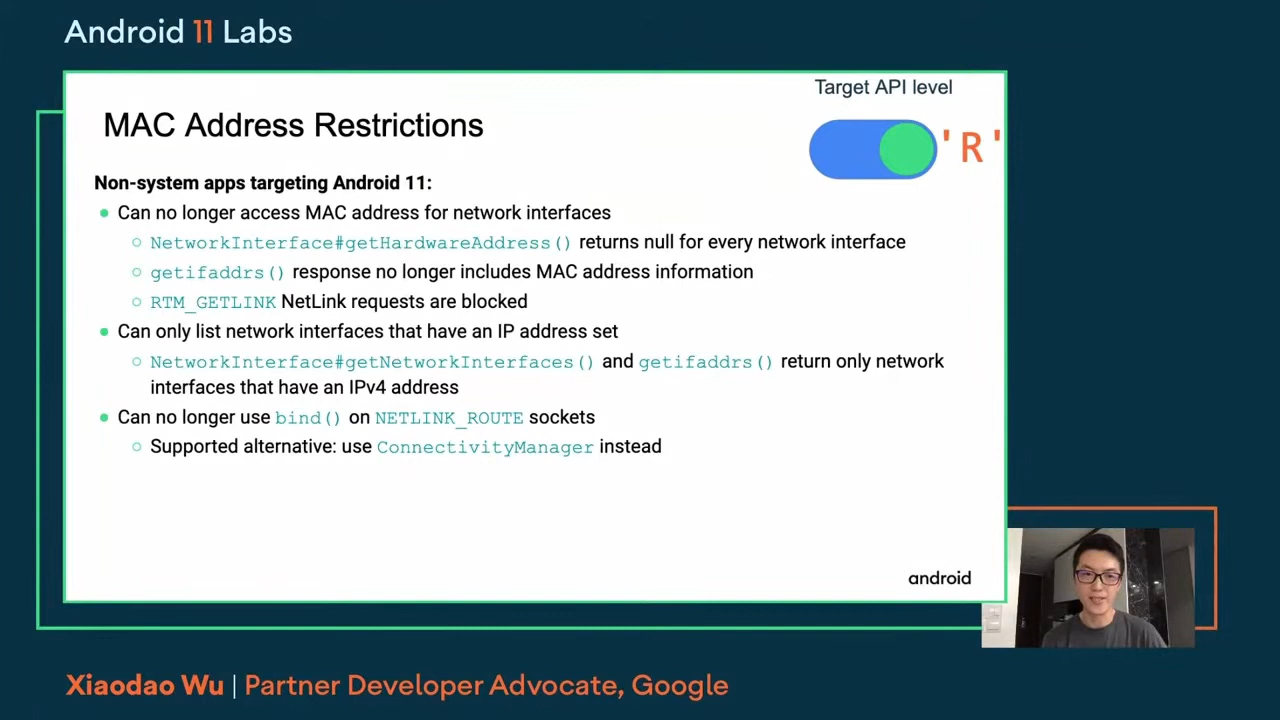 Android 11 Labs
Target API level
'R'
MAC Address Restrictions
Non-system apps targeting Android 11:
Can no longer access MAC address for network interfaces
NetworkInterface#getHardwareAddress() returns null for every network interface
getifaddrs() response no longer includes MAC address information
RTM_GETLINK NetLink requests are blocked
Can only list network interfaces that have an IP address set
NetworkInterface#getNetworkInterfaces() and getifaddrs() return only network
interfaces that have an IPv4 address
Can no longer use bind() on NETLINK_ROUTE sockets
Supported alternative: use ConnectivityManager instead
android
Xiaodao Wu | Partner Developer Advocate, Google